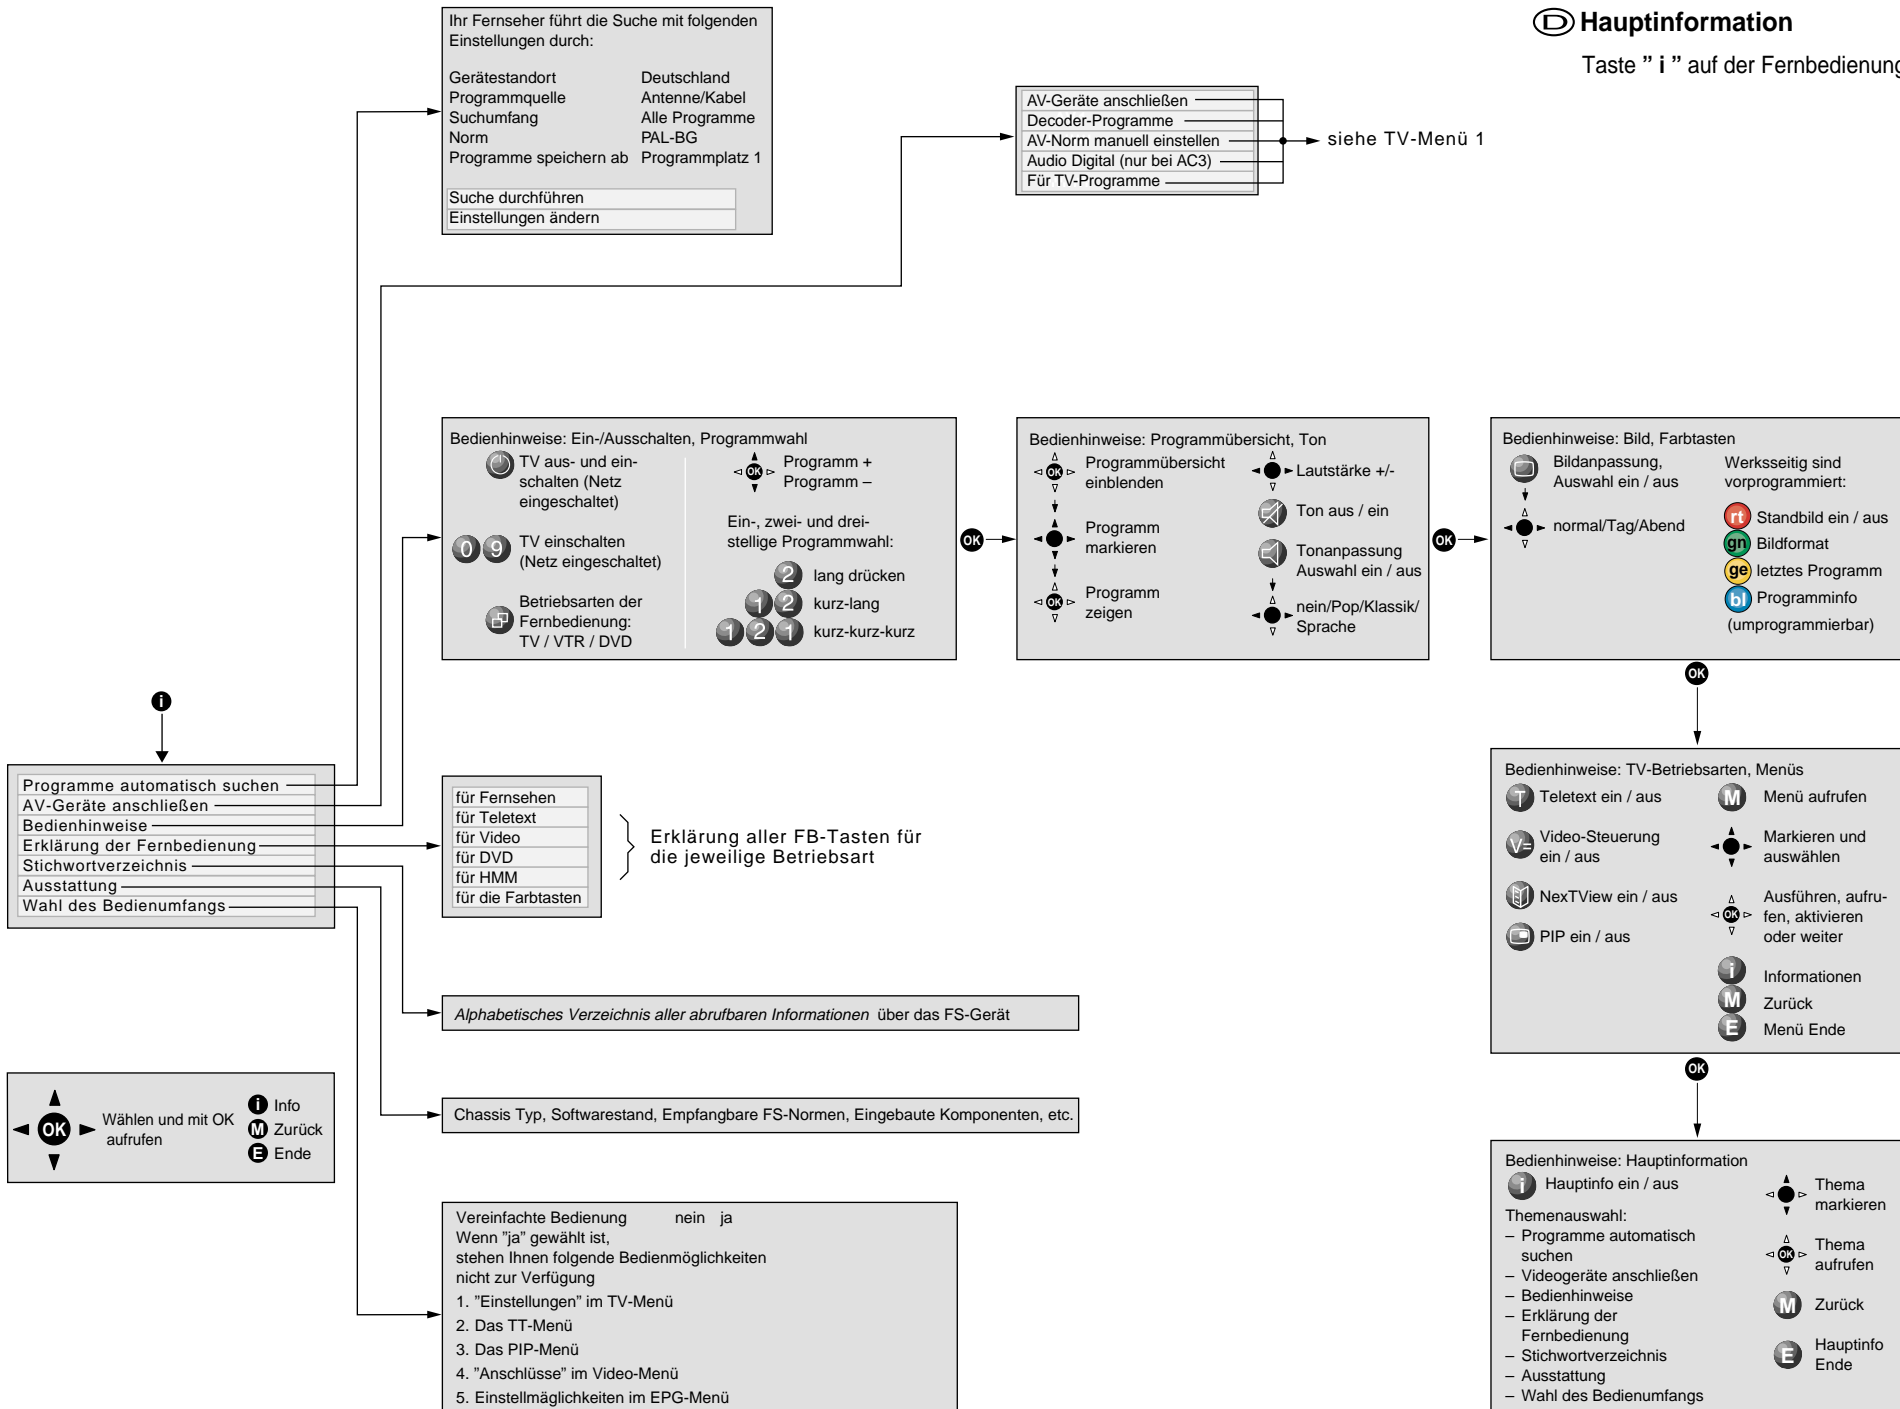 D Hauptinformation
Taste ” i ” auf der Fernbedienung
Ihr Fernseher führt die Suche mit folgenden
Einstellungen durch:
Gerätestandort Deutschland
Programmquelle Antenne/Kabel
Suchumfang Alle Programme
Norm PAL-BG
Programme speichern ab Programmplatz 1
Suche durchführen
Einstellungen ändern
AV-Geräte anschließen
Decoder-Programme
AV-Norm manuell einstellen
Audio Digital (nur bei AC3)
Für TV-Programme
siehe TV-Menü 1
Bedienhinweise: Ein-/Ausschalten, Programmwahl
TV aus- und ein-
schalten (Netz
eingeschaltet)
0 9 TV einschalten
(Netz eingeschaltet)
Betriebsarten der
Fernbedienung:
TV / VTR / DVD
OK Programm +
Programm –
Ein-, zwei- und drei-
stellige Programmwahl:
2 lang drücken
1 2 kurz-lang
1 2 1 kurz-kurz-kurz
OK
Bedienhinweise: Programmübersicht, Ton
OK Programmübersicht
einblenden
Programm
markieren
OK Programm
zeigen
Lautstärke +/-
Ton aus / ein
Tonanpassung
Auswahl ein / aus
nein/Pop/Klassik/
Sprache
OK
Bedienhinweise: Bild, Farbtasten
Bildanpassung,
Auswahl ein / aus
normal/Tag/Abend
Werksseitig sind
vorprogrammiert:
rt Standbild ein / aus
gn Bildformat
ge letztes Programm
bl Programminfo
(umprogrammierbar)
OK
i
Programme automatisch suchen
AV-Geräte anschließen
Bedienhinweise
Erklärung der Fernbedienung
Stichwortverzeichnis
Ausstattung
Wahl des Bedienumfangs
für Fernsehen
für Teletext
für Video
für DVD
für HMM
für die Farbtasten
Erklärung aller FB-Tasten für
die jeweilige Betriebsart
Bedienhinweise: TV-Betriebsarten, Menüs
T Teletext ein / aus
V= Video-Steuerung
ein / aus
NexTView ein / aus
PIP ein / aus
M Menü aufrufen
Markieren und
auswählen
OK Ausführen, aufru-
fen, aktivieren
oder weiter
i Informationen
M Zurück
E Menü Ende
OK
Alphabetisches Verzeichnis aller abrufbaren Informationen über das FS-Gerät
OK Wählen und mit OK
aufrufen
i Info
M Zurück
E Ende
Chassis Typ, Softwarestand, Empfangbare FS-Normen, Eingebaute Komponenten, etc.
Vereinfachte Bedienung nein ja
Wenn ”ja” gewählt ist,
stehen Ihnen folgende Bedienmöglichkeiten
nicht zur Verfügung
1. ”Einstellungen” im TV-Menü
2. Das TT-Menü
3. Das PIP-Menü
4. ”Anschlüsse” im Video-Menü
5. Einstellmäglichkeiten im EPG-Menü
Bedienhinweise: Hauptinformation
i Hauptinfo ein / aus
Themenauswahl:
– Programme automatisch
suchen
– Videogeräte anschließen
– Bedienhinweise
– Erklärung der
Fernbedienung
– Stichwortverzeichnis
– Ausstattung
– Wahl des Bedienumfangs
Thema
markieren
OK Thema
aufrufen
M Zurück
E Hauptinfo
Ende